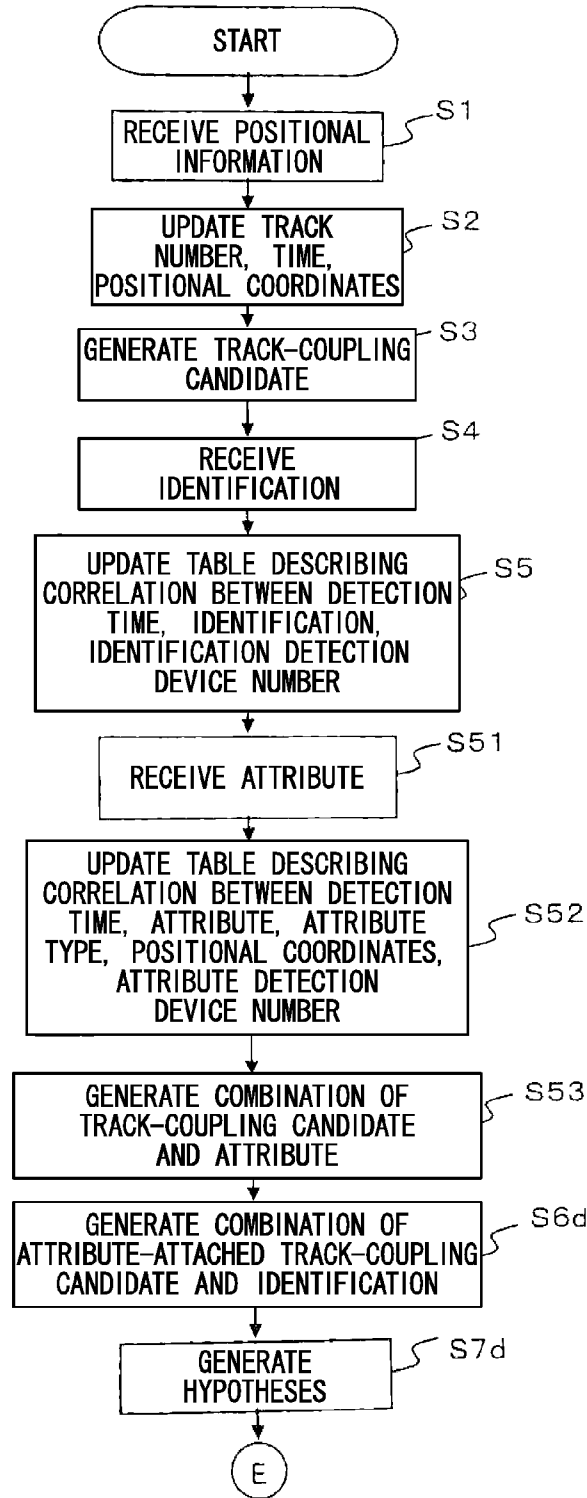 START
S1
RECEIVE POSITIONAL
INFORMATION
S2
UPDATE TRACK
NUMBER, TIME,
POSITIONAL COORDINATES
S3
GENERATE TRACK-COUPLING
CANDIDATE
S4
RECEIVE
IDENTIFICATION
S5
UPDATE TABLE DESCRIBING
CORRELATION BETWEEN DETECTION
TIME, IDENTIFICATION,
IDENTIFICATION DETECTION
DEVICE NUMBER
S51
RECEIVE ATTRIBUTE
S52
UPDATE TABLE DESCRIBING
CORRELATION BETWEEN DETECTION
TIME, ATTRIBUTE, ATTRIBUTE
TYPE, POSITIONAL COORDINATES,
ATTRIBUTE DETECTION
DEVICE NUMBER
S53
GENERATE COMBINATION OF
TRACK-COUPLING CANDIDATE
AND ATTRIBUTE
S6d
GENERATE COMBINATION OF
ATTRIBUTE-ATTACHED TRACK-COUPLING
CANDIDATE AND IDENTIFICATION
S7d
GENERATE
HYPOTHESES
E